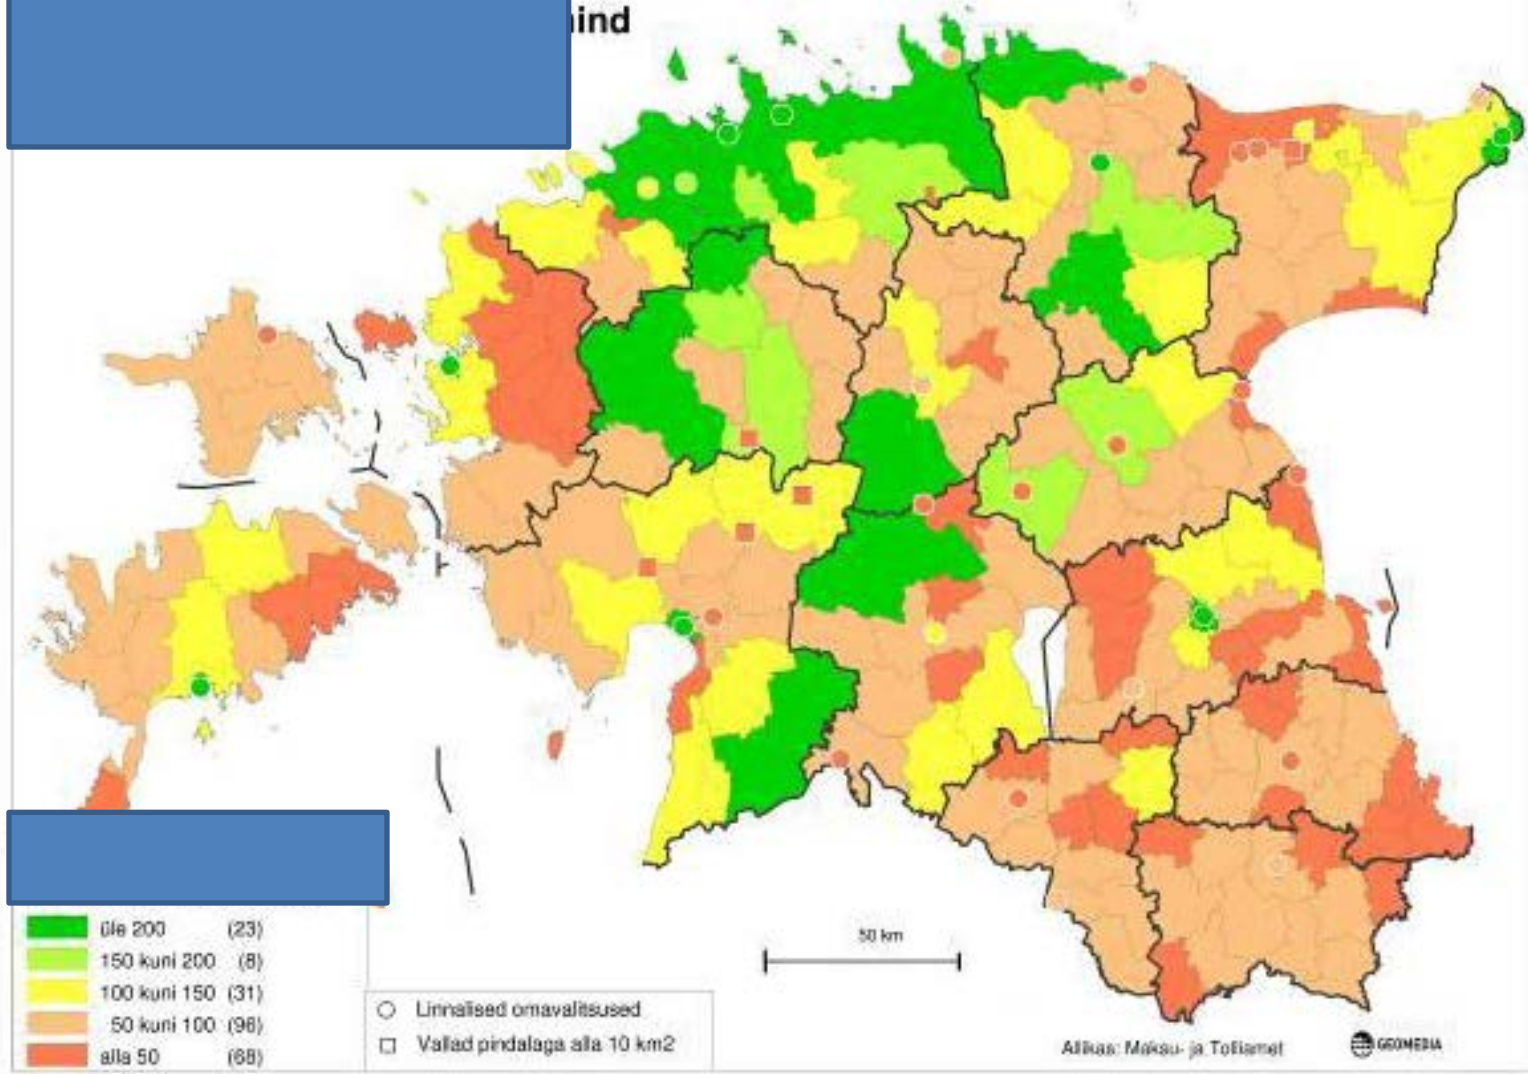 hind
üle 200 (23)
150 kuni 200 (8)
100 kuni 150 (31)
50 kuni 100 (96)
alla 50 (68)
Linnalised omavalitsused
Vallad pindalaga alla 10 km2
50 km
Allikas: Maksu- ja Tolliamet
GEOMEDIA